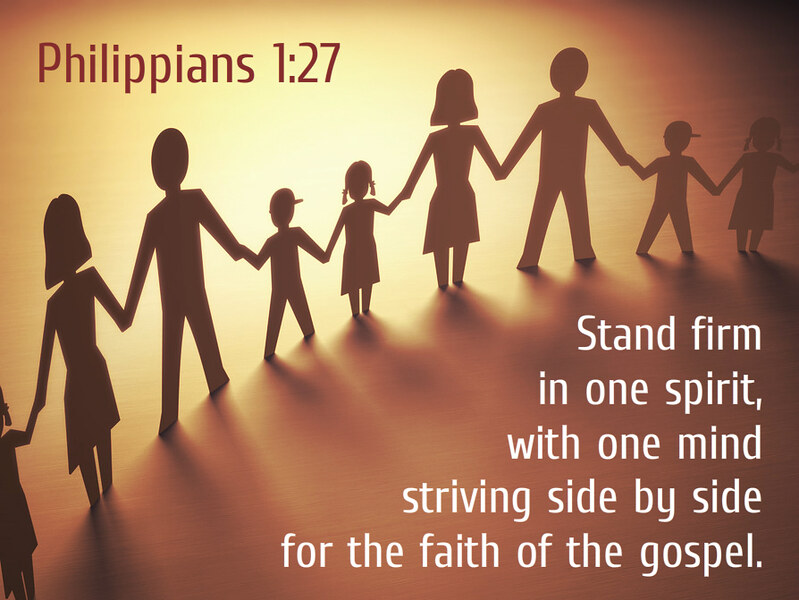 Philippians 1:27
Stand firm
in one spirit,
with one mind
striving side by side
for the faith of the gospel.